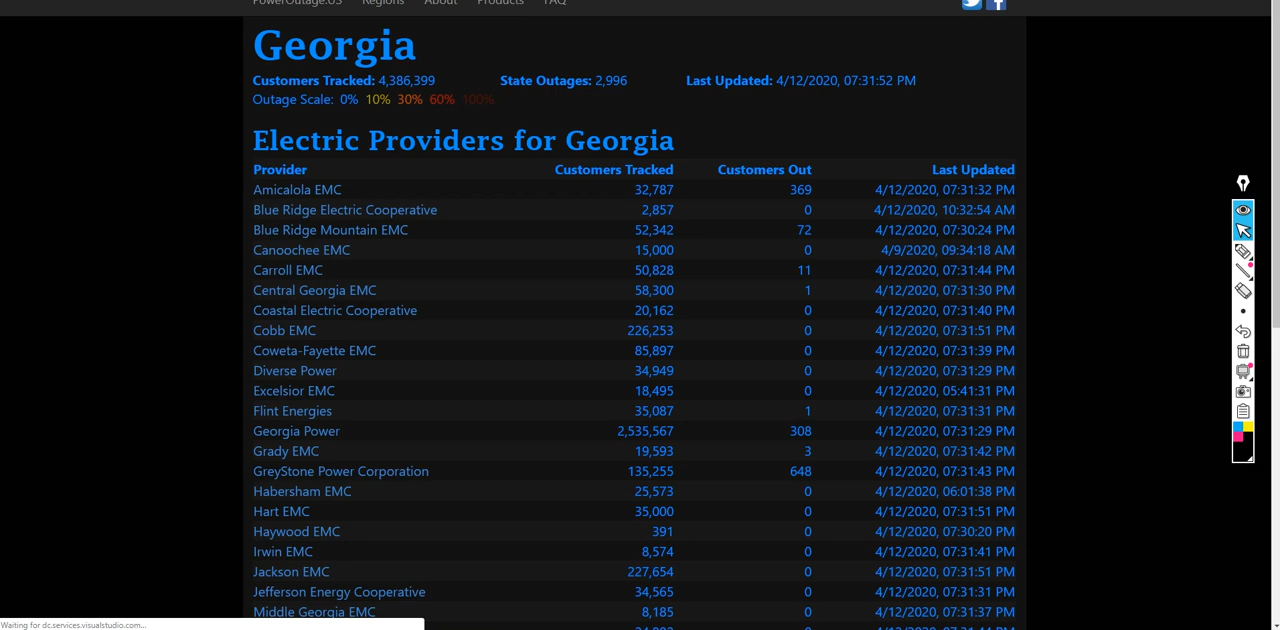 PowerOutage.US Regions About Products FAQ
Georgia
Customers Tracked: 4,386,399 State Outages: 2,996 Last Updated: 4/12/2020, 07:31:52 PM
Outage Scale: 0% 10% 30% 60% 100%
Electric Providers for Georgia
Provider Customers Tracked Customers Out Last Updated
Amicalola EMC 32,787 369 4/12/2020, 07:31:32 PM
Blue Ridge Electric Cooperative 2,857 0 4/12/2020, 10:32:54 AM
Blue Ridge Mountain EMC 52,342 72 4/12/2020, 07:30:24 PM
Canoochee EMC 15,000 0 4/9/2020, 09:34:18 AM
Carroll EMC 50,828 11 4/12/2020, 07:31:44 PM
Central Georgia EMC 58,300 1 4/12/2020, 07:31:30 PM
Coastal Electric Cooperative 20,162 0 4/12/2020, 07:31:40 PM
Cobb EMC 226,253 0 4/12/2020, 07:31:51 PM
Coweta-Fayette EMC 85,897 0 4/12/2020, 07:31:39 PM
Diverse Power 34,949 0 4/12/2020, 07:31:29 PM
Excelsior EMC 18,495 0 4/12/2020, 05:41:31 PM
Flint Energies 35,087 1 4/12/2020, 07:31:31 PM
Georgia Power 2,535,567 308 4/12/2020, 07:31:29 PM
Grady EMC 19,593 3 4/12/2020, 07:31:42 PM
GreyStone Power Corporation 135,255 648 4/12/2020, 07:31:43 PM
Habersham EMC 25,573 0 4/12/2020, 06:01:38 PM
Hart EMC 35,000 0 4/12/2020, 07:31:51 PM
Haywood EMC 391 0 4/12/2020, 07:30:20 PM
Irwin EMC 8,574 0 4/12/2020, 07:31:41 PM
Jackson EMC 227,654 0 4/12/2020, 07:31:51 PM
Jefferson Energy Cooperative 34,565 0 4/12/2020, 07:31:31 PM
Middle Georgia EMC 8,185 0 4/12/2020, 07:31:37 PM
Waiting for dc.services.visualstudio.com...